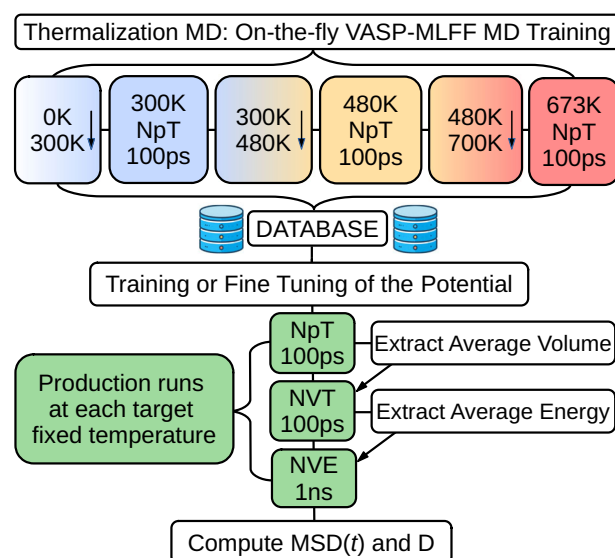 Thermalization MD: On-the-fly VASP-MLFF MD Training
0K
300K
300K
NpT
100ps
300K
480K
480K
NpT
100ps
480K
700K
673K
NpT
100ps
DATABASE
Training or Fine Tuning of the Potential
NpT
100ps
Extract Average Volume
Production runs
at each target
fixed temperature
NVT
100ps
Extract Average Energy
NVE
1ns
Compute MSD(t) and D